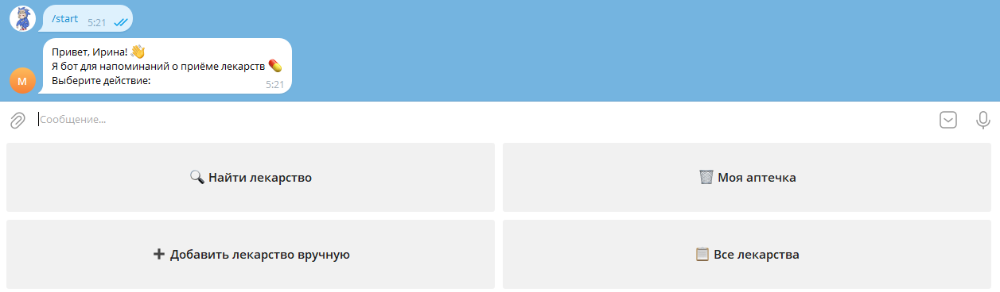 /start 5:21
Привет, Ирина! 👋
Я бот для напоминаний о приёме лекарств 💊
Выберите действие:
5:21
М
Сообщение...
🔍 Найти лекарство
🗑 Моя аптечка
➕ Добавить лекарство вручную
📋 Все лекарства